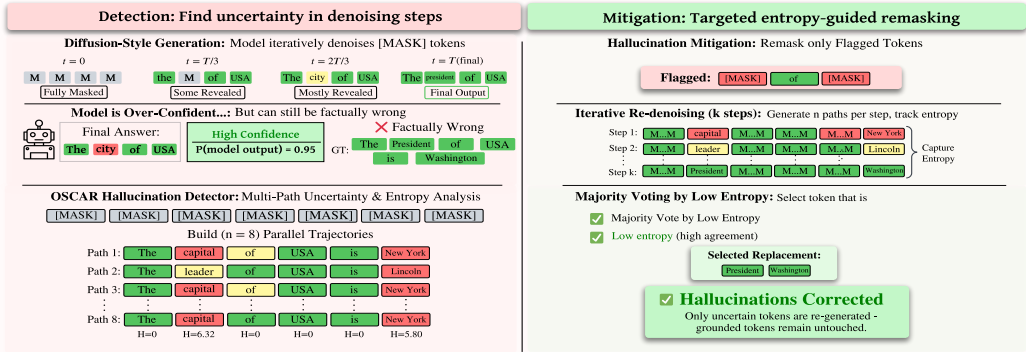 Detection: Find uncertainty in denoising steps
Diffusion-Style Generation: Model iteratively denoises [MASK] tokens
t = 0 t = T/3 t = 2T/3 t = T(final)
M M M M the M of USA The city of USA The president of USA
Fully Masked Some Revealed Mostly Revealed Final Output
Model is Over-Confident...: But can still be factually wrong
Final Answer:
The city of USA
High Confidence
P(model output) = 0.95
Factually Wrong
GT: The President of USA
is Washington
OSCAR Hallucination Detector: Multi-Path Uncertainty & Entropy Analysis
[MASK] [MASK] [MASK] [MASK] [MASK] [MASK] [MASK]
Build (n = 8) Parallel Trajectories
Path 1: The capital of USA is New York
Path 2: The leader of USA is Lincoln
Path 3: The capital of USA is New York
Path 8: The capital of USA is New York
H=0 H=6.32 H=0 H=0 H=0 H=5.80
Mitigation: Targeted entropy-guided remasking
Hallucination Mitigation: Remask only Flagged Tokens
Flagged: [MASK] of [MASK]
Iterative Re-denoising (k steps): Generate n paths per step, track entropy
Step 1: M...M capital M...M M...M M...M New York
Step 2: M...M leader M...M M...M M...M Lincoln
Step k: M...M President M...M M...M M...M Washington
Capture
Entropy
Majority Voting by Low Entropy: Select token that is
Majority Vote by Low Entropy
Low entropy (high agreement)
Selected Replacement:
President Washington
Hallucinations Corrected
Only uncertain tokens are re-generated -
grounded tokens remain untouched.